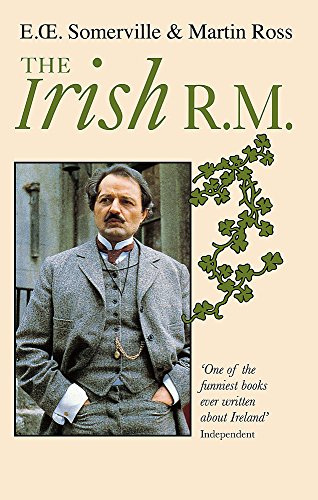 E.Œ. Somerville & Martin Ross
THE
Irish R.M.
‘One of the
funniest books
ever written
about Ireland’
Independent